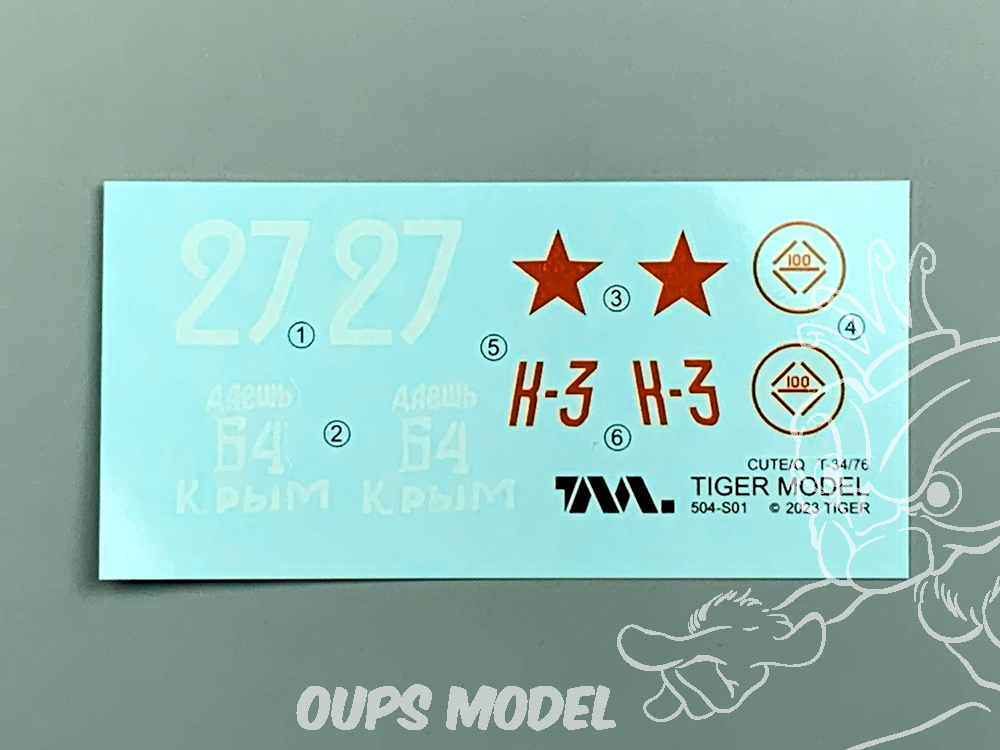 27 27
①
③
100
④
⑤
К-3 К-3
100
⑥
даешь даешь
64 64
②
Крым Крым
CUTE/Q T-34/76
TM.
TIGER MODEL
504-S01 © 2023 TIGER
OUPS MODEL